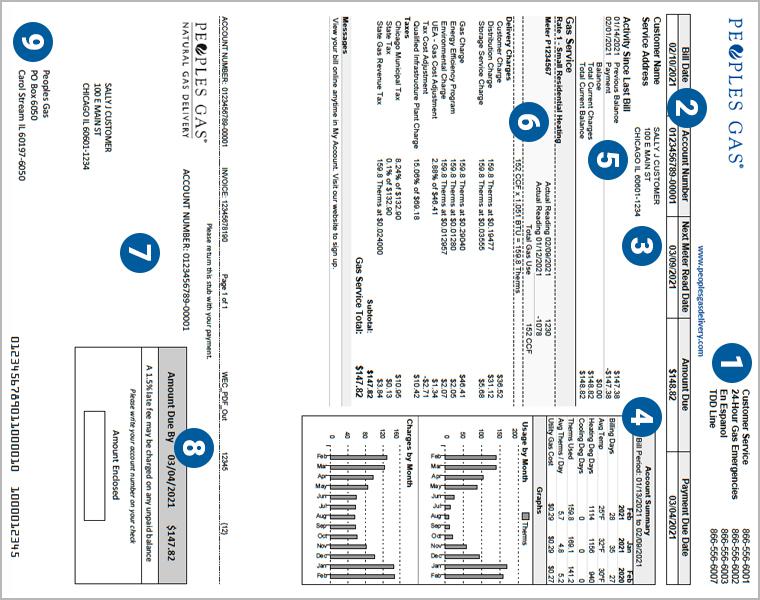 PEOPLES GAS®
www.peoplesgasdelivery.com
1
Customer Service 866-556-6001
24-Hour Gas Emergencies 866-556-6002
En Espanol 866-556-6003
TDD Line 866-556-6007
2
3
Bill Date Account Number Next Meter Read Date Amount Due Payment Due Date
02/10/2021 0123456789-00001 03/09/2021 $148.82 03/04/2021
Customer Name SALLY J CUSTOMER
Service Address 100 E MAIN ST
CHICAGO IL 60601-1234
Activity Since Last Bill
01/14/2021 Previous Balance $147.38
02/01/2021 Payment -$147.38
Balance $0.00
Total Current Charges $148.82
Total Current Balance $148.82
5
4
Account Summary
Bill Period: 01/13/2021 to 02/09/2021
Feb Jan Feb
2021 2021 2020
Billing Days 28 35 27
Avg Temp 25°F 32°F 30°F
Heating Deg Days 1114 1156 940
Cooling Deg Days 0 0 0
Therms Used 159.8 169.1 141.2
Avg Therms / Day 5.7 4.8 5.2
Utility Gas Cost $0.29 $0.29 $0.27
Graphs
Usage by Month Therms
200
150
100
50
0
Feb Mar Apr May Jun Jul Aug Sep Oct Nov Dec Jan Feb
Charges by Month
160
120
80
40
0
Feb Mar Apr May Jun Jul Aug Sep Oct Nov Dec Jan Feb
Gas Service
Rate 1 - Small Residential Heating
Meter P1234567 Actual Reading 02/09/2021 1230
Actual Reading 01/12/2021 -1078
Total Gas Use 152 CCF
6
152 CCF x 1.051 BTU = 159.8 Therms
Delivery Charges
Customer Charge $36.52
Distribution Charge 159.8 Therms at $0.19477 $31.12
Storage Service Charge 159.8 Therms at $0.03555 $5.68
Gas Charge 159.8 Therms at $0.29040 $46.41
Energy Efficiency Program 159.8 Therms at $0.01280 $2.05
Environmental Charge 159.8 Therms at $0.012957 $2.07
UEA - Gas Cost Adjustment 2.88% of $46.41 $1.34
Tax Cost Adjustment -$2.71
Qualified Infrastructure Plant Charge 15.06% of $69.18 $10.42
Taxes
Chicago Municipal Tax 8.24% of $132.90 $10.95
State Tax 0.1% of $132.90 $0.13
State Gas Revenue Tax 159.8 Therms at $0.024000 $3.84
Subtotal: $147.82
Gas Service Total: $147.82
Messages
View your bill online anytime in My Account. Visit our website to sign up.
ACCOUNT NUMBER: 0123456789-00001 INVOICE: 12345678190 Page 1 of 1 WEC_PDF_Out 12345 (12)
Please return this stub with your payment.
PEOPLES GAS®
NATURAL GAS DELIVERY
ACCOUNT NUMBER: 0123456789-00001
7
8
Amount Due By 03/04/2021 $147.82
A 1.5% late fee may be charged on any unpaid balance
Please write your account number on your check
Amount Enclosed
SALLY J CUSTOMER
100 E MAIN ST
CHICAGO IL 60601-1234
9
Peoples Gas
PO Box 6050
Carol Stream IL 60197-6050
01234567890110000010 1000012345